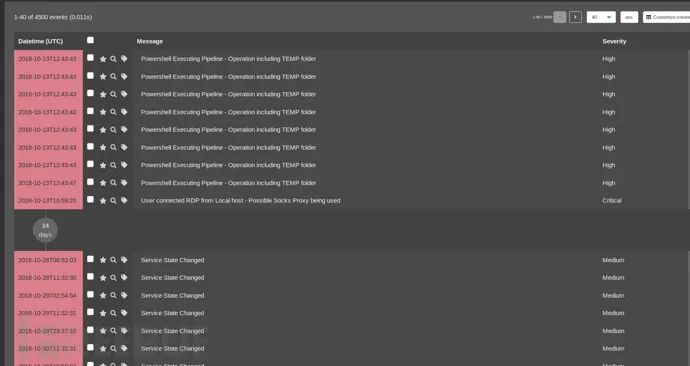 1-40 of 4500 events (0.011s)
40
asc
Customize colum
Datetime (UTC) Message Severity
2018-10-13T12:43:43 Powershell Executing Pipeline - Operation including TEMP folder High
2018-10-13T12:43:43 Powershell Executing Pipeline - Operation including TEMP folder High
2018-10-13T12:43:43 Powershell Executing Pipeline - Operation including TEMP folder High
2018-10-13T12:43:43 Powershell Executing Pipeline - Operation including TEMP folder High
2018-10-13T12:43:43 Powershell Executing Pipeline - Operation including TEMP folder High
2018-10-13T12:43:43 Powershell Executing Pipeline - Operation including TEMP folder High
2018-10-13T12:43:43 Powershell Executing Pipeline - Operation including TEMP folder High
2018-10-13T12:43:47 Powershell Executing Pipeline - Operation including TEMP folder High
2018-10-13T16:59:20 User connected RDP from Local host - Possible Socks Proxy being used Critical
14
days
2018-10-28T08:53:03 Service State Changed Medium
2018-10-28T11:32:30 Service State Changed Medium
2018-10-29T02:54:54 Service State Changed Medium
2018-10-29T11:32:31 Service State Changed Medium
2018-10-29T23:37:18 Service State Changed Medium
2018-10-30T11:32:31 Service State Changed Medium